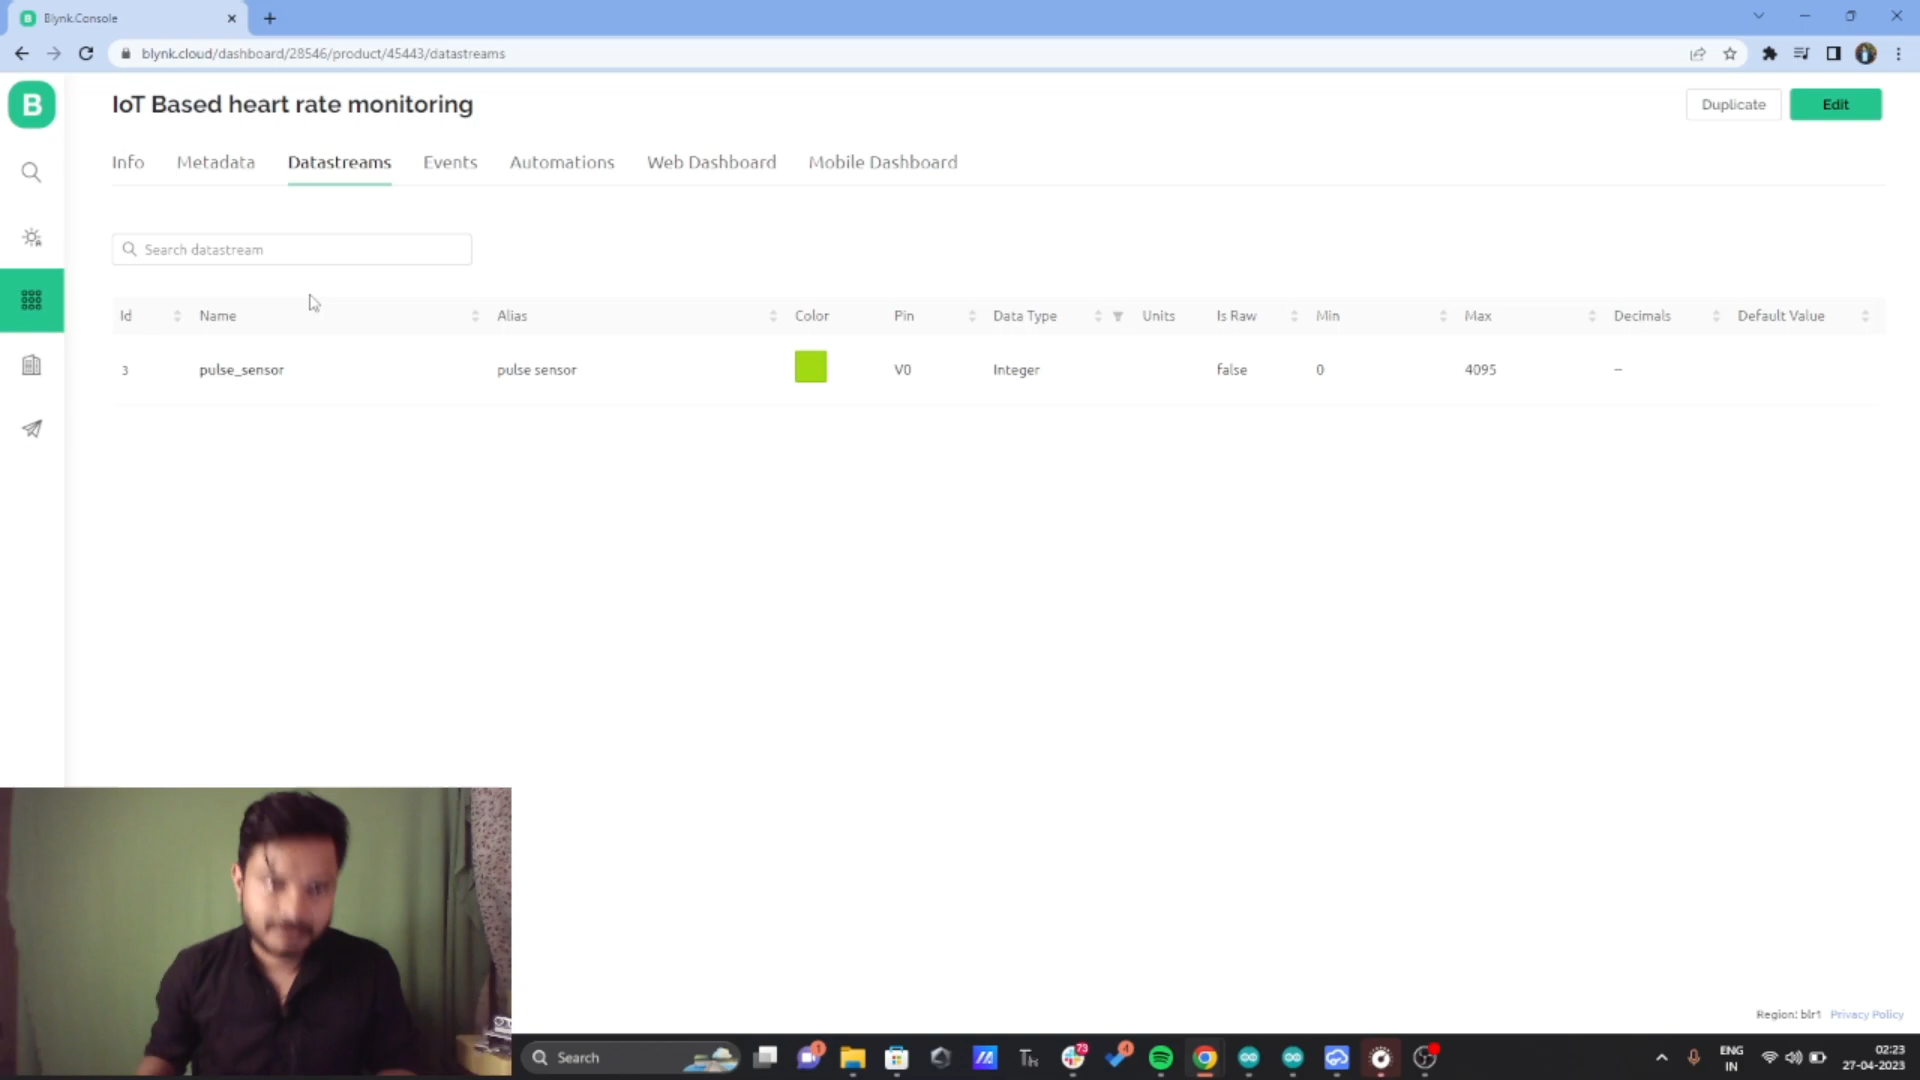 Blynk.Console
blynk.cloud/dashboard/28546/product/45443/datastreams
B
IoT Based heart rate monitoring
Duplicate
Edit
Info
Metadata
Datastreams
Events
Automations
Web Dashboard
Mobile Dashboard
Search datastream
Id Name Alias Color Pin Data Type Units Is Raw Min Max Decimals Default Value
3 pulse_sensor pulse sensor V0 Integer false 0 4095 –
Region: blr1 Privacy Policy
Search
1
73
4
ENG
IN
02:23
27-04-2023